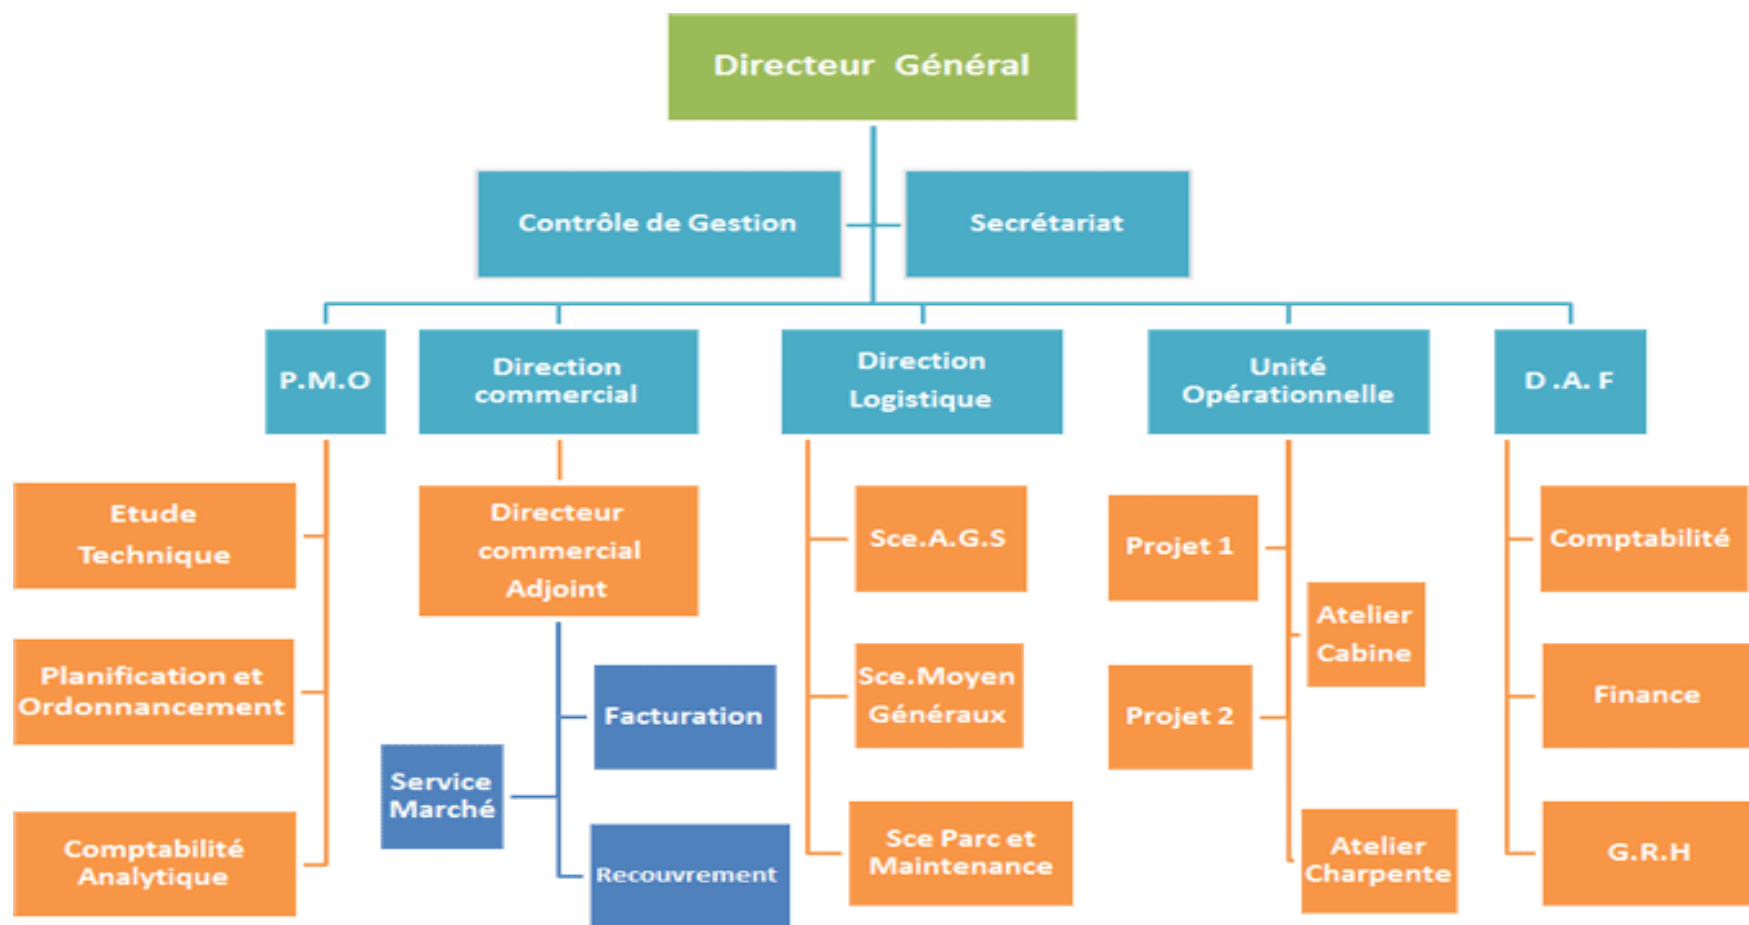 Directeur Général
Contrôle de Gestion
Secrétariat
P.M.O
Direction
commercial
Direction
Logistique
Unité
Opérationnelle
D .A. F
Etude
Technique
Planification et
Ordonnancement
Comptabilité
Analytique
Directeur
commercial
Adjoint
Facturation
Service
Marché
Recouvrement
Sce.A.G.S
Sce.Moyen
Généraux
Sce Parc et
Maintenance
Projet 1
Atelier
Cabine
Projet 2
Atelier
Charpente
Comptabilité
Finance
G.R.H